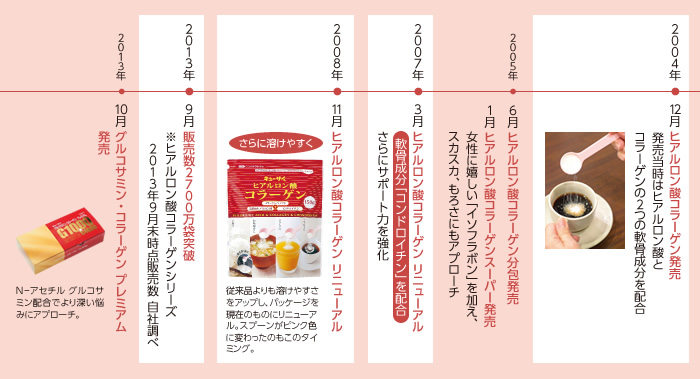 2004年
12月 ヒアルロン酸コラーゲン発売
発売当時はヒアルロン酸と
コラーゲンの2つの軟骨成分を配合
2005年
6月 ヒアルロン酸コラーゲン分包発売
1月 ヒアルロン酸コラーゲンスーパー発売
女性に嬉しい「イソフラボン」を加え、
スカスカ、もろさにもアプローチ
2007年
3月 ヒアルロン酸コラーゲン リニューアル
軟骨成分「コンドロイチン」を配合
さらにサポート力を強化
2008年
11月 ヒアルロン酸コラーゲン リニューアル
さらに溶けやすく
キューサイ
ヒアルロン酸
コラーゲン
従来品よりも溶けやすさ
をアップし、パッケージを
現在のものにリニューア
ル。スプーンがピンク色
に変わったのもこのタイ
ミング。
2013年
9月 販売数2700万袋突破
※ヒアルロン酸コラーゲンシリーズ
2013年9月末時点販売数 自社調べ
2013年
10月 グルコサミン・コラーゲン プレミアム
発売
G100
N-アセチル グルコサ
ミン配合でより深い悩
みにアプローチ。